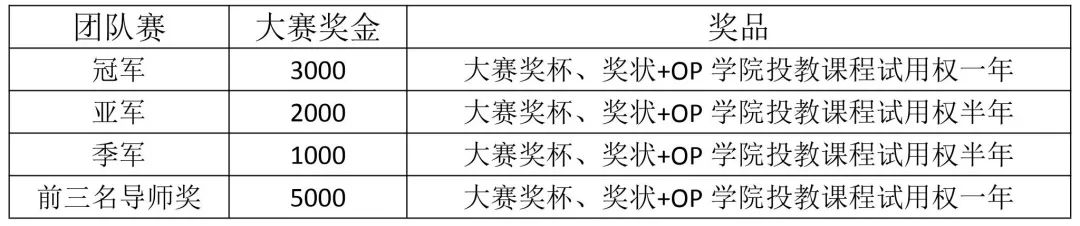 团队赛 大赛奖金 奖品
冠军 3000 大赛奖杯、奖状+OP 学院投教课程试用权一年
亚军 2000 大赛奖杯、奖状+OP 学院投教课程试用权半年
季军 1000 大赛奖杯、奖状+OP 学院投教课程试用权半年
前三名导师奖 5000 大赛奖杯、奖状+OP 学院投教课程试用权一年